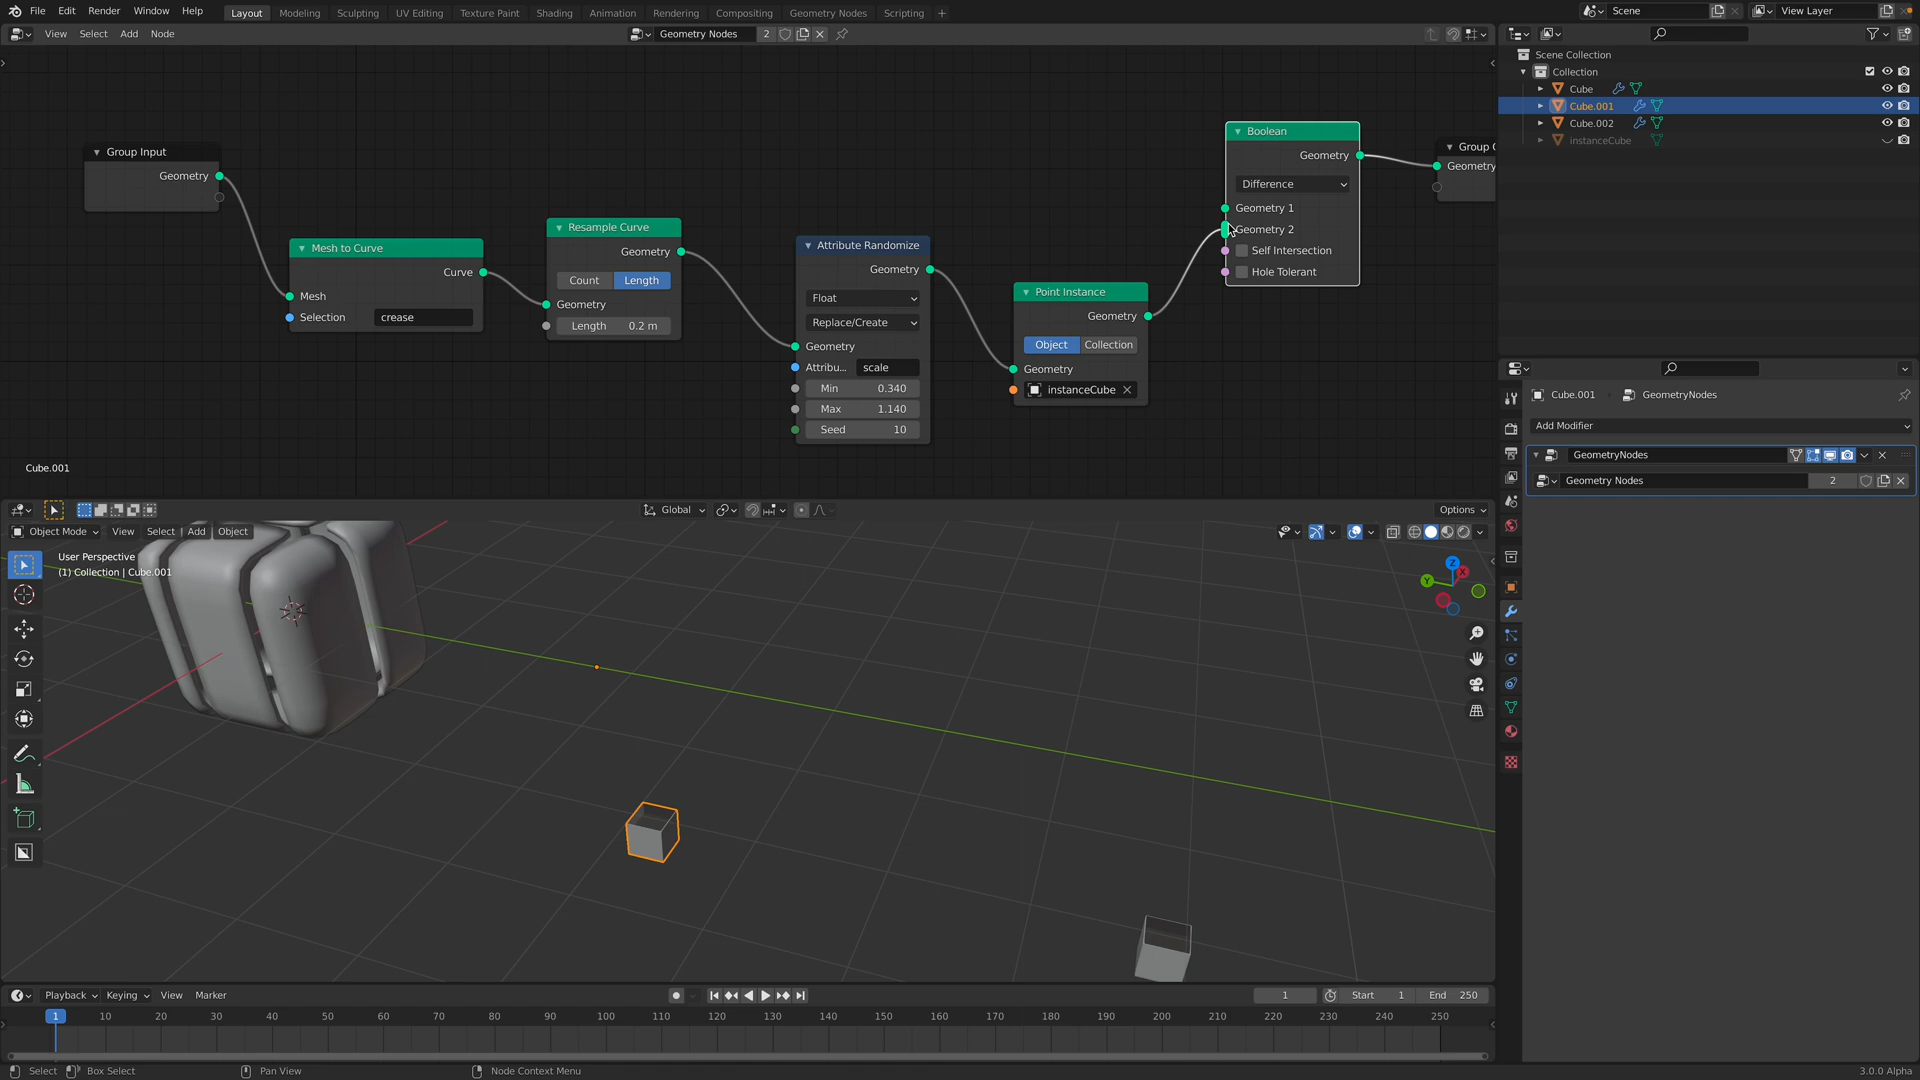 File Edit Render Window Help Layout Modeling Sculpting UV Editing Texture Paint Shading Animation Rendering Compositing Geometry Nodes Scripting + Scene View Layer
View Select Add Node Geometry Nodes 2
Scene Collection
Collection
Cube
Cube.001
Cube.002
instanceCube
Group Input
Geometry
Mesh to Curve
Curve
Mesh
Selection crease
Resample Curve
Geometry
Count Length
Geometry
Length 0.2 m
Attribute Randomize
Geometry
Float
Replace/Create
Geometry
Attribu... scale
Min 0.340
Max 1.140
Seed 10
Point Instance
Geometry
Object Collection
Geometry
instanceCube
Boolean
Geometry
Difference
Geometry 1
Geometry 2
Self Intersection
Hole Tolerant
Group
Geometry
Cube.001
Cube.001 GeometryNodes
Add Modifier
GeometryNodes
Geometry Nodes 2
Global Options
Object Mode View Select Add Object
User Perspective
(1) Collection | Cube.001
Z
X
Y
Playback Keying View Marker 1 Start 1 End 250
1 10 20 30 40 50 60 70 80 90 100 110 120 130 140 150 160 170 180 190 200 210 220 230 240 250
Select Box Select Pan View Node Context Menu 3.0.0 Alpha